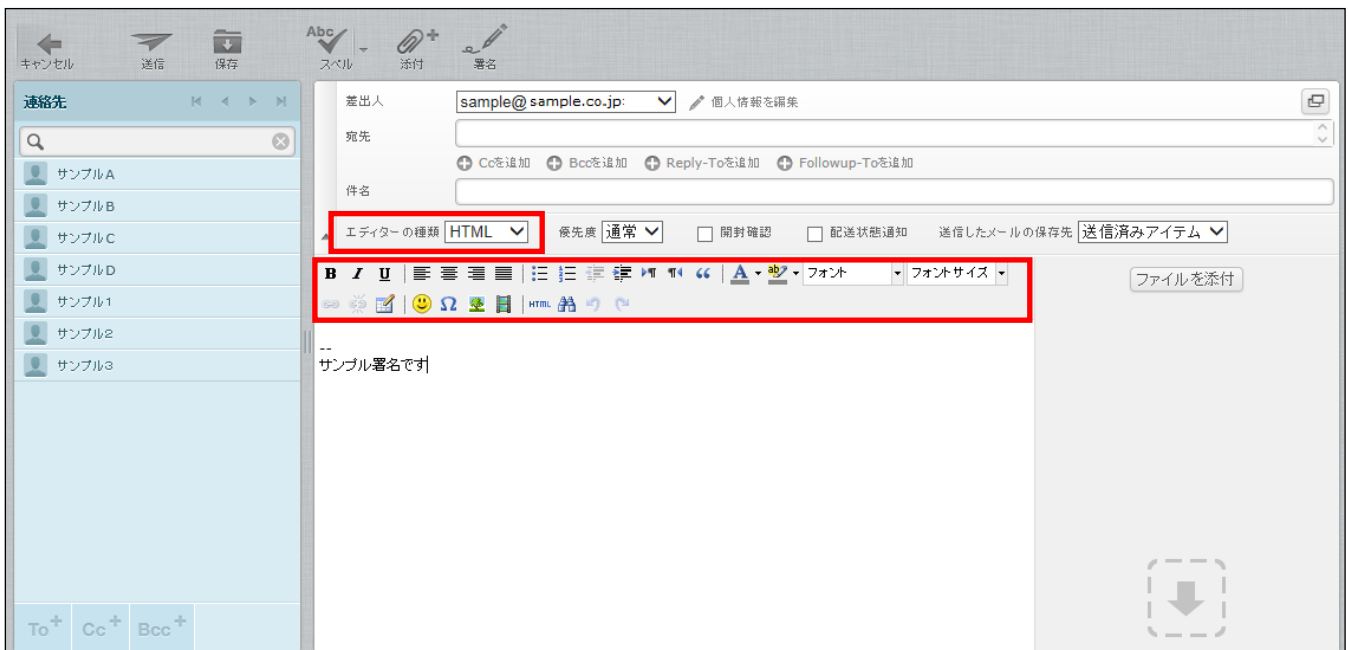 Abc
キャンセル 送信 保存 スペル 添付 署名
連絡先
サンプルA
サンプルB
サンプルC
サンプルD
サンプル1
サンプル2
サンプル3
To+ Cc+ Bcc+
差出人 sample@sample.co.jp: 個人情報を編集
宛先
Ccを追加 Bccを追加 Reply-Toを追加 Followup-Toを追加
件名
エディターの種類 HTML 優先度 通常 開封確認 配送状態通知 送信したメールの保存先 送信済みアイテム
B I U A ab フォント フォントサイズ
Ω HTML
ファイルを添付
--
サンプル署名です